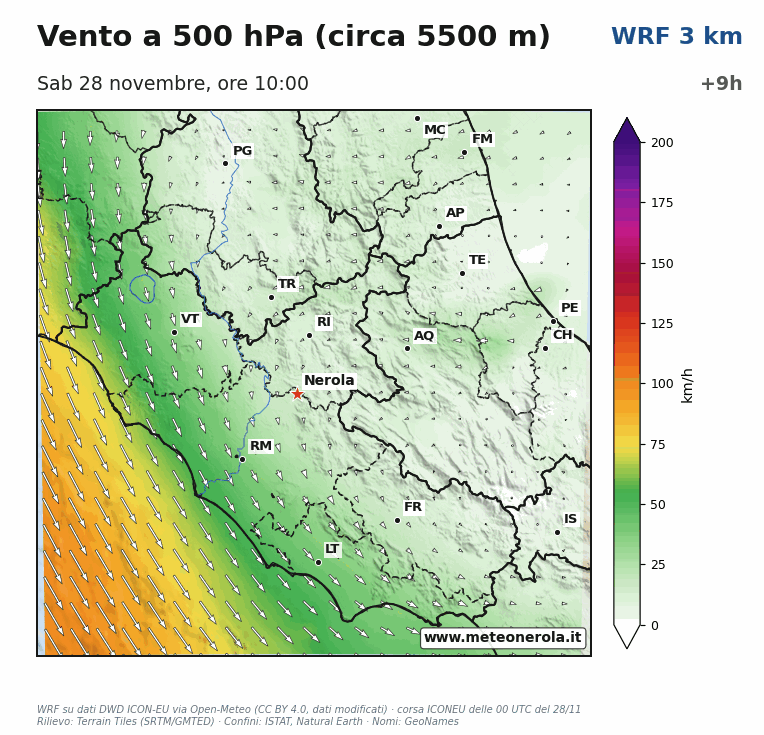 Vento a 500 hPa (circa 5500 m)
WRF 3 km
Sab 28 novembre, ore 10:00
+9h
MC
FM
PG
AP
TE
TR
PE
VT
RI
AQ
CH
Nerola
RM
FR
IS
LT
www.meteonerola.it
200
175
150
125
100
75
50
25
0
km/h
WRF su dati DWD ICON-EU via Open-Meteo (CC BY 4.0, dati modificati) · corsa ICONEU delle 00 UTC del 28/11
Rilievo: Terrain Tiles (SRTM/GMTED) · Confini: ISTAT, Natural Earth · Nomi: GeoNames